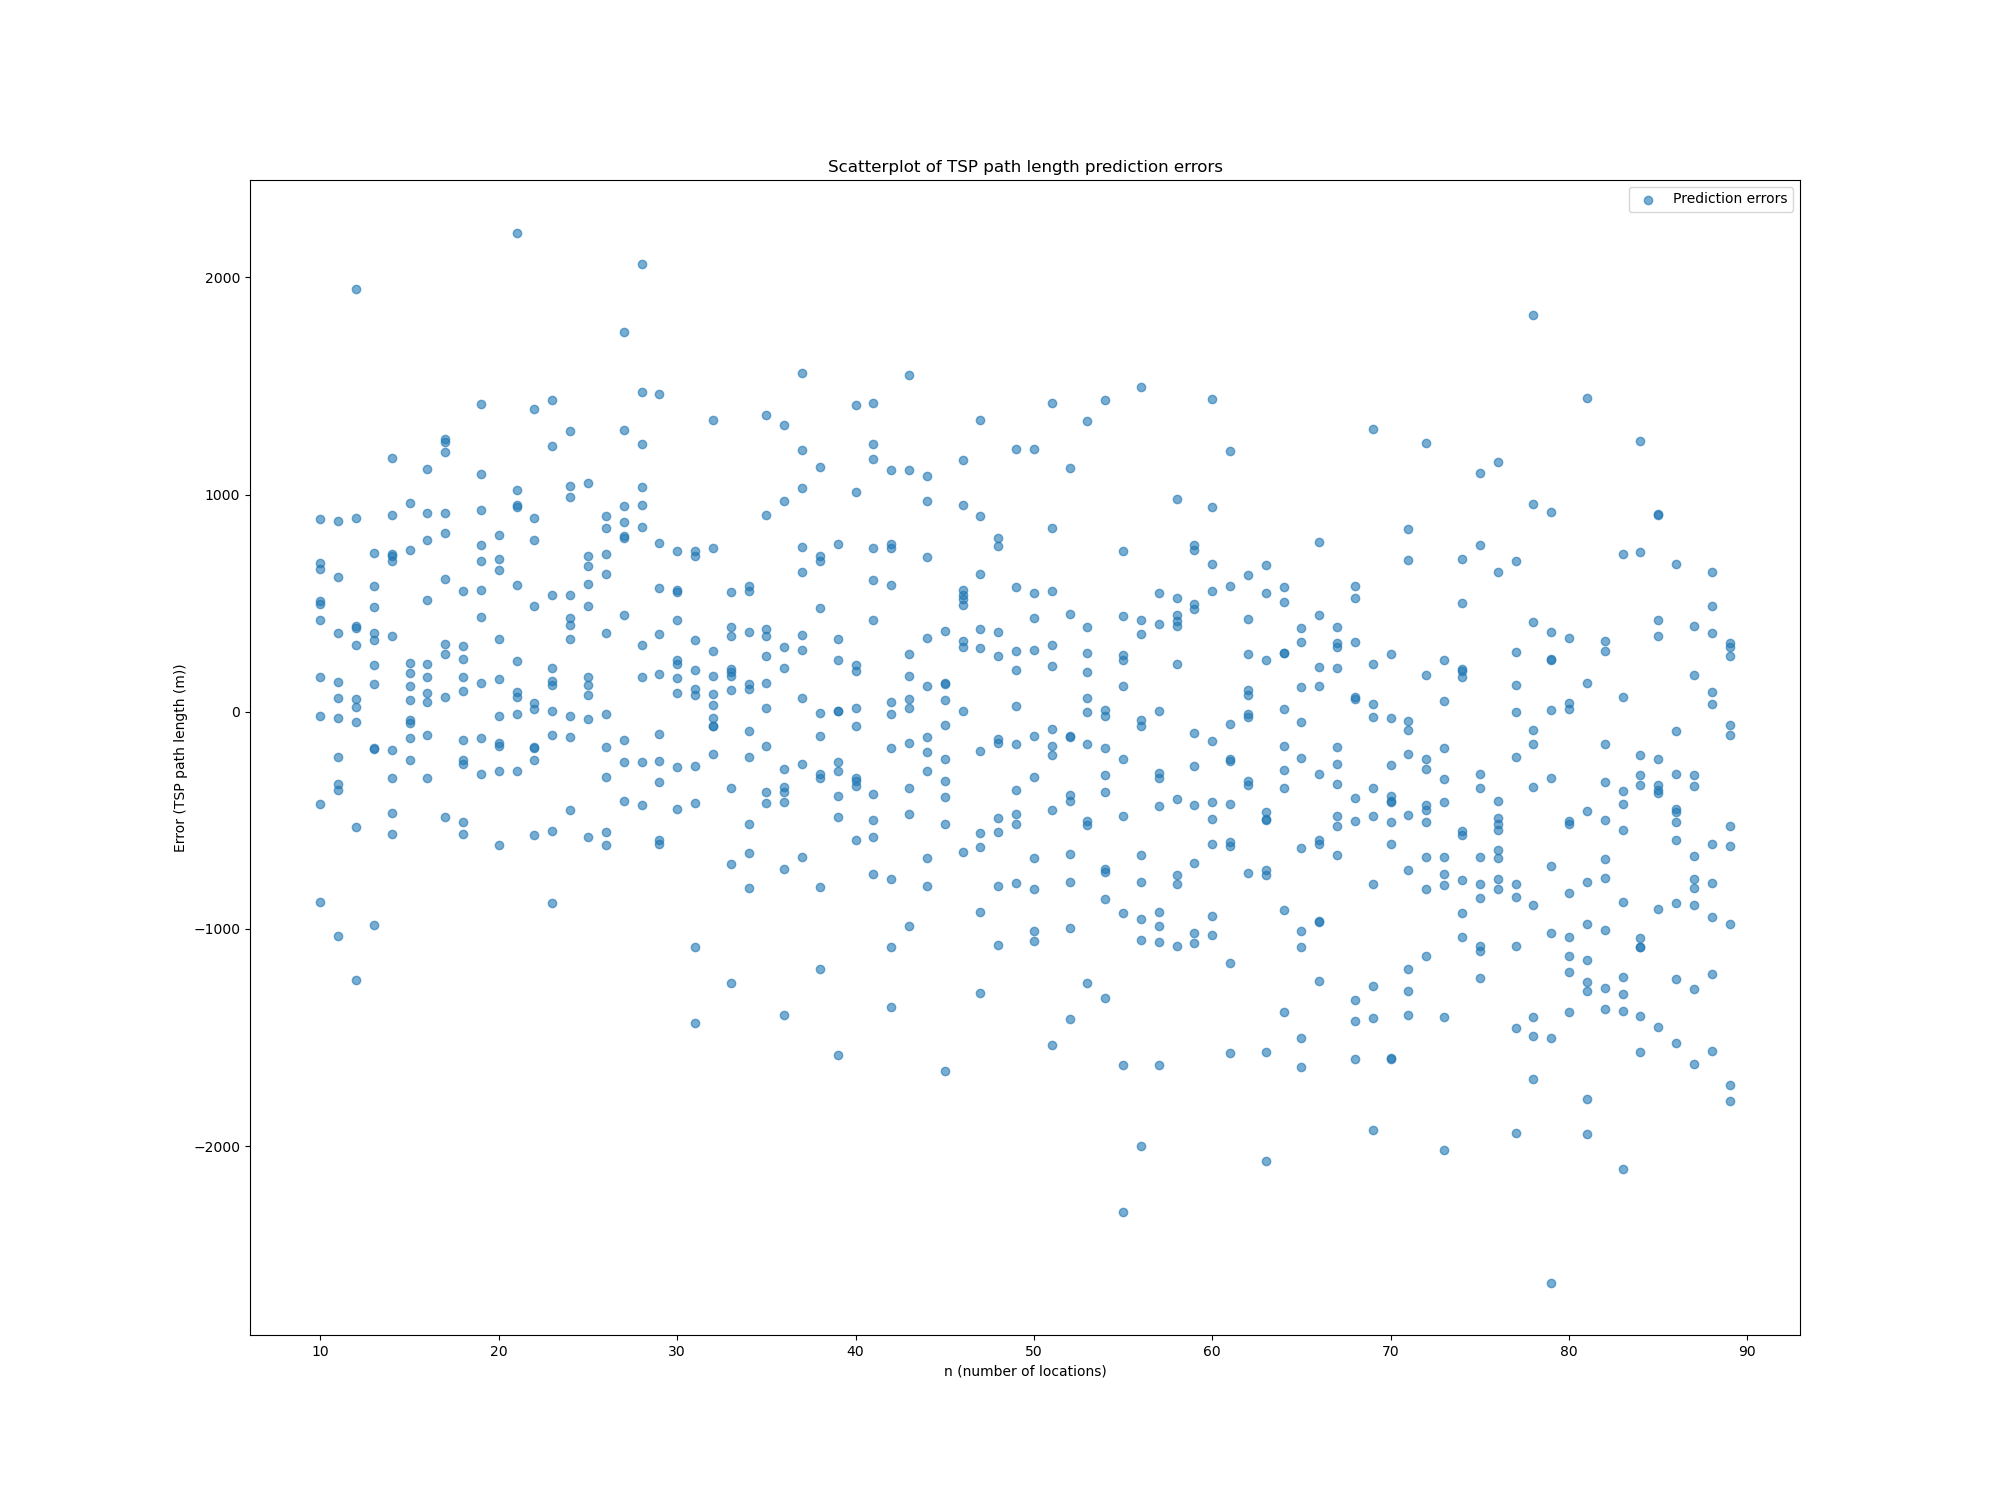 Scatterplot of TSP path length prediction errors
Prediction errors
2000
1000
0
−1000
−2000
Error (TSP path length (m))
10 20 30 40 50 60 70 80 90
n (number of locations)